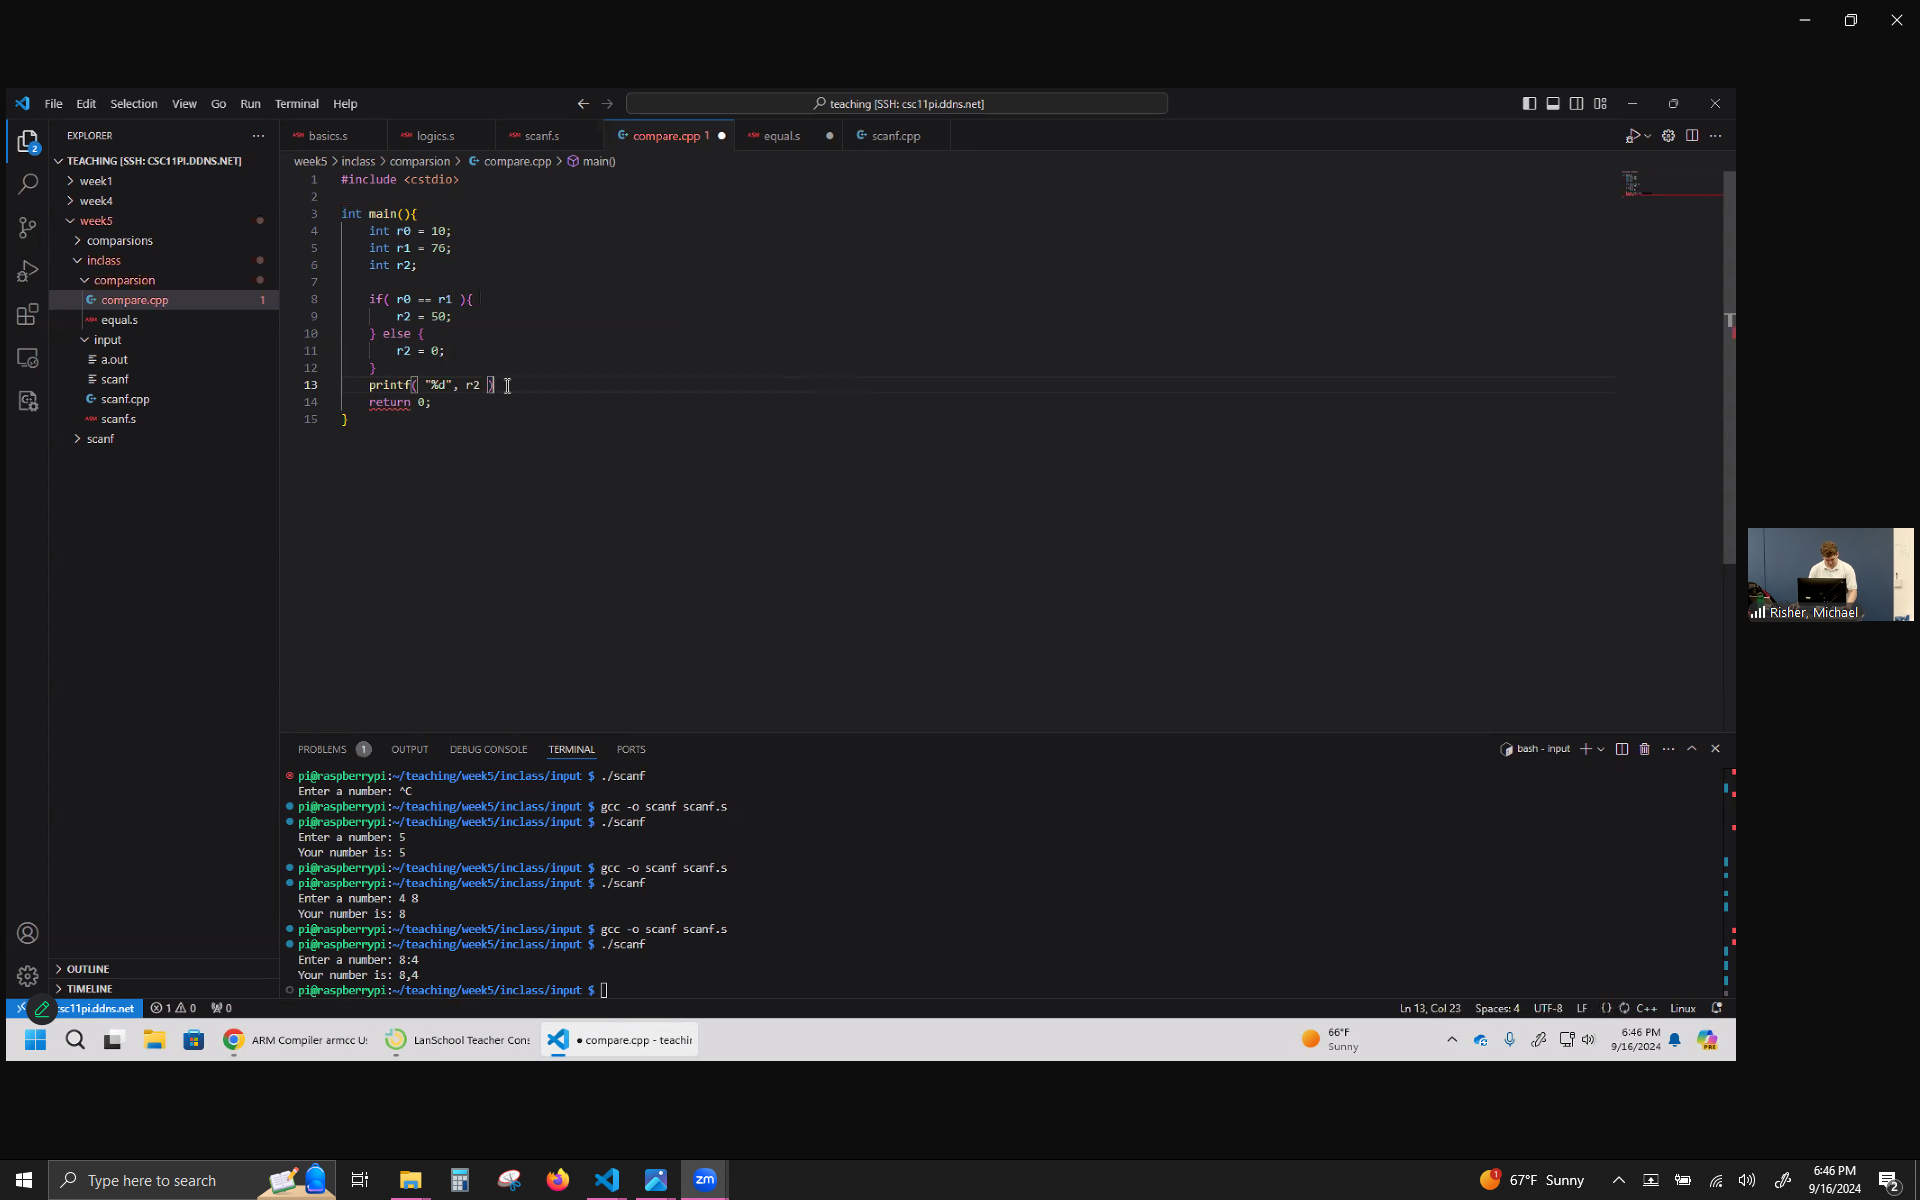 File Edit Selection View Go Run Terminal Help
teaching [SSH: csc11pi.ddns.net]
EXPLORER
TEACHING [SSH: CSC11PI.DDNS.NET]
week1
week4
week5
comparsions
inclass
comparsion
compare.cpp 1
equal.s
input
a.out
scanf
scanf.cpp
scanf.s
scanf
OUTLINE
TIMELINE
basics.s logics.s scanf.s compare.cpp 1 equal.s scanf.cpp
week5 > inclass > comparsion > compare.cpp > main()
1 #include <cstdio>
2
3 int main(){
4 int r0 = 10;
5 int r1 = 76;
6 int r2;
7
8 if( r0 == r1 ){
9 r2 = 50;
10 } else {
11 r2 = 0;
12 }
13 printf( "%d", r2 )
14 return 0;
15 }
PROBLEMS 1 OUTPUT DEBUG CONSOLE TERMINAL PORTS
bash - input
pi@raspberrypi:~/teaching/week5/inclass/input $ ./scanf
Enter a number: ^C
pi@raspberrypi:~/teaching/week5/inclass/input $ gcc -o scanf scanf.s
pi@raspberrypi:~/teaching/week5/inclass/input $ ./scanf
Enter a number: 5
Your number is: 5
pi@raspberrypi:~/teaching/week5/inclass/input $ gcc -o scanf scanf.s
pi@raspberrypi:~/teaching/week5/inclass/input $ ./scanf
Enter a number: 4 8
Your number is: 8
pi@raspberrypi:~/teaching/week5/inclass/input $ gcc -o scanf scanf.s
pi@raspberrypi:~/teaching/week5/inclass/input $ ./scanf
Enter a number: 8:4
Your number is: 8,4
pi@raspberrypi:~/teaching/week5/inclass/input $
csc11pi.ddns.net 1 0 0
Ln 13, Col 23 Spaces: 4 UTF-8 LF {} C++ Linux
Risher, Michael
ARM Compiler armcc Us LanSchool Teacher Cons compare.cpp - teachin
66°F
Sunny
6:46 PM
9/16/2024
PRE
Type here to search
zm
1
67°F Sunny
6:46 PM
9/16/2024
2